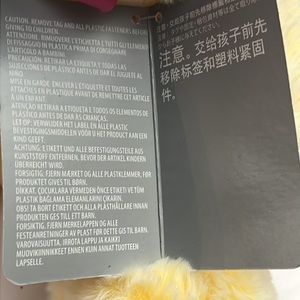 CAUTION. REMOVE TAG AND ALL PLASTIC FASTENERS BEFORE
GIVING TO CHILDREN.
ATTENZIONE. RIMUOVERE L'ETICHETTA E TUTTI GLI ELEMENTI
DI FISSAGGIO IN PLASTICA PRIMA DI CONSEGNARE
PRECAUCIÓN: RETIRAR LA ETIQUETA Y TODAS LAS
SUJECIONES DE PLÁSTICO ANTES DE DAR EL JUGUETE AL
NIÑO
MISE EN GARDE. ENLEVER L'ÉTIQUETTE ET TOUTES LES
ATTACHES EN PLASTIQUE AVANT DE REMETTRE CET OBJET
À UN ENFANT.
ATENÇÃO. RETIRAR A ETIQUETA E TODOS OS ELEMENTOS DE
PLÁSTICO ANTES DE DAR ÀS CRIANÇAS.
LET OP: VERWIJDER HET LABEL EN ALLE PLASTIC
BEVESTIGINGSMIDDELEN VOOR U HET PRODUCT AAN EEN
KIND GEEFT.
ACHTUNG: ETIKETT UND ALLE BEFESTIGUNGSTEILE AUS
KUNSTSTOFF ENTFERNEN, BEVOR DER ARTIKEL KINDERN
ÜBERREICHT WIRD.
FORSIGTIG. FJERN MÆRKET OG ALLE PLASTKLEMMER, FØR
PRODUKTET GIVES TIL BØRN.
DİKKAT. ÇOCUKLARA VERMEDEN ÖNCE ETİKETİ VE TÜM
PLASTİK BAĞLAMA ELEMANLARINI ÇIKARIN.
OBS! TA BORT ETIKETT OCH ALLA PLASTHÅLLARE INNAN
PRODUKTEN GES TILL ETT BARN.
FORSIKTIG. FJERN MERKELAPPEN OG ALLE
FESTEANRETNINGER AV PLAST FØR DETTE GIS TIL BARN.
VAROVAISUUTTA. IRROTA LAPPU JA KAIKKI
MUOVIKIINNIKKEET ENNEN KUIN ANNAT TUOTTEEN
LAPSELLE.
注意。交给孩子前先
移除标签和塑料紧固
件。